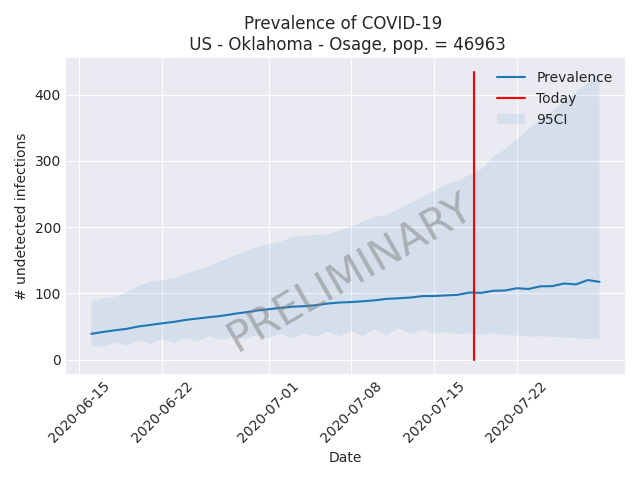 Prevalence of COVID-19
US - Oklahoma - Osage, pop. = 46963
# undetected infections
400
300
200
100
0
Prevalence
Today
95CI
PRELIMINARY
2020-06-15
2020-06-22
2020-07-01
2020-07-08
2020-07-15
2020-07-22
Date